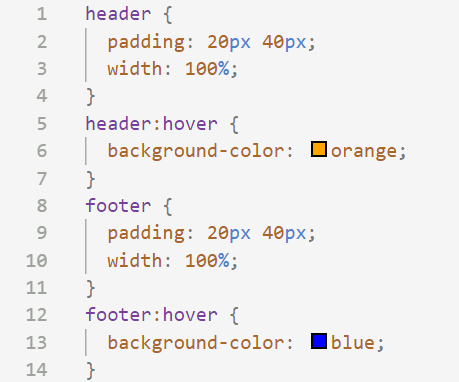 1 header {
2 padding: 20px 40px;
3 width: 100%;
4 }
5 header:hover {
6 background-color: orange;
7 }
8 footer {
9 padding: 20px 40px;
10 width: 100%;
11 }
12 footer:hover {
13 background-color: blue;
14 }